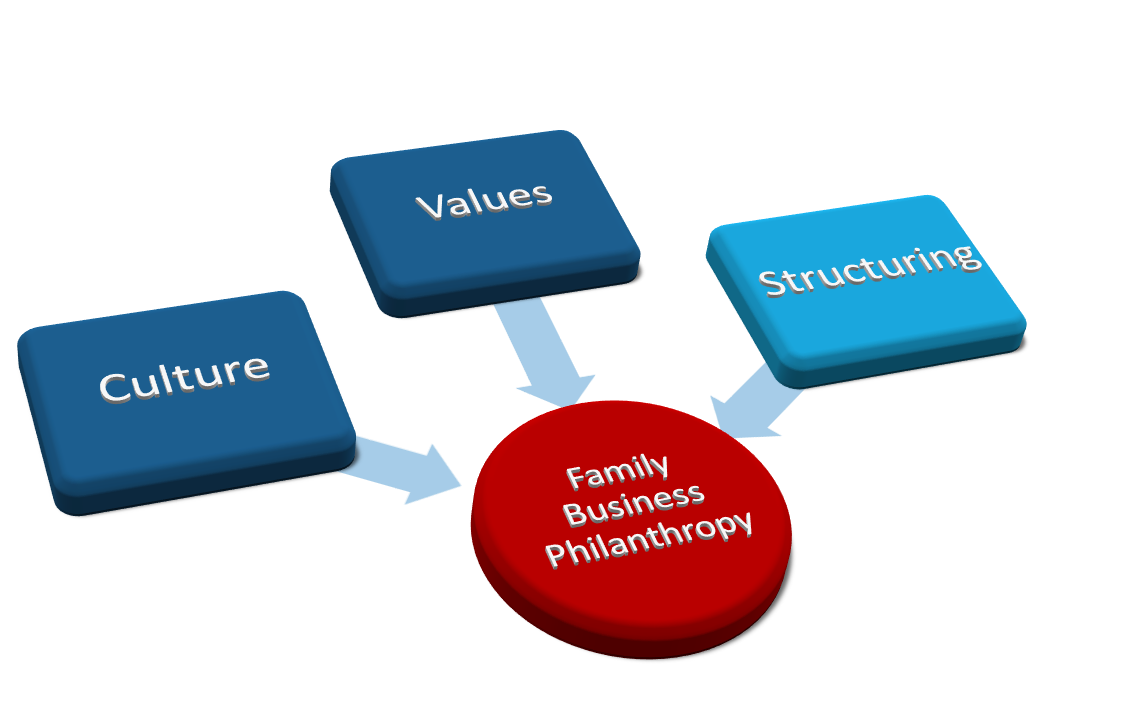 Values
Structuring
Culture
Family
Business
Philanthropy